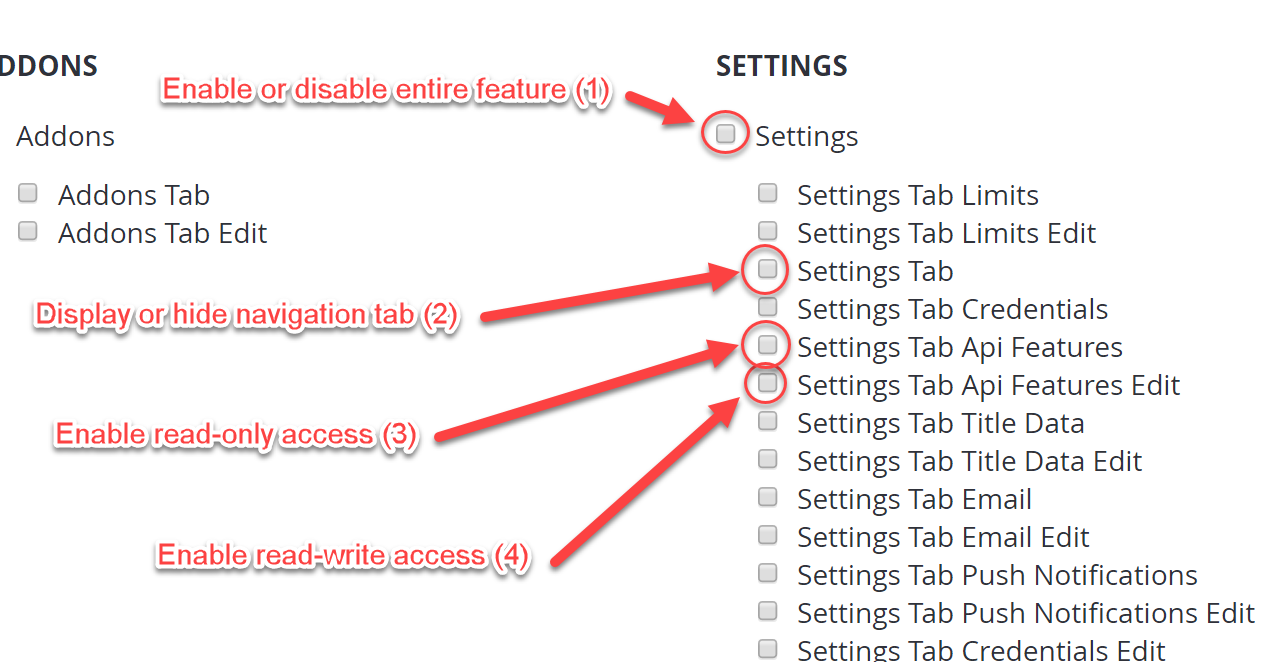 DDONS
Addons
Addons Tab
Addons Tab Edit
Enable or disable entire feature (1)
Display or hide navigation tab (2)
Enable read-only access (3)
Enable read-write access (4)
SETTINGS
Settings
Settings Tab Limits
Settings Tab Limits Edit
Settings Tab
Settings Tab Credentials
Settings Tab Api Features
Settings Tab Api Features Edit
Settings Tab Title Data
Settings Tab Title Data Edit
Settings Tab Email
Settings Tab Email Edit
Settings Tab Push Notifications
Settings Tab Push Notifications Edit
Settings Tab Credentials Edit